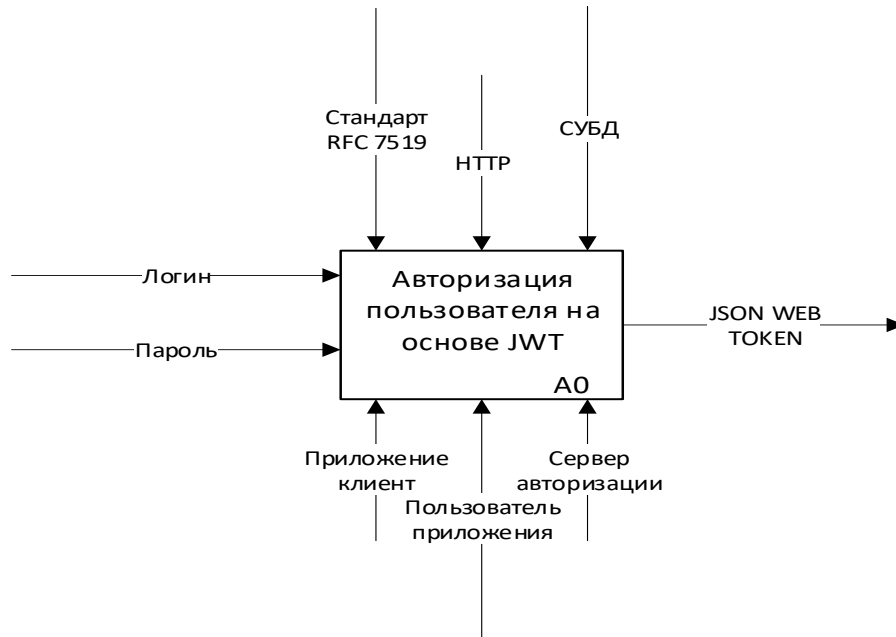 Стандарт
RFC 7519
HTTP
СУБД
Логин
Пароль
Авторизация
пользователя на
основе JWT
A0
JSON WEB
TOKEN
Приложение
клиент
Пользователь
приложения
Сервер
авторизации